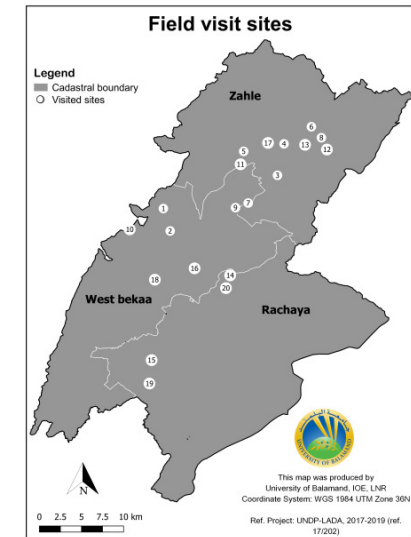 Field visit sites
Legend
Cadastral boundary
Visited sites
Zahle
6
8
17 4 13
12
5
11
3
7
9
1
10
2
16
14
18
20
West bekaa
Rachaya
15
19
UNIVERSITY OF BALAMAND
N
0 2.5 5 7.5 10 km
This map was produced by
University of Balamand, IOE, LNR
Coordinate System: WGS 1984 UTM Zone 36N
Ref. Project: UNDP-LADA, 2017-2019 (ref.
17/202)